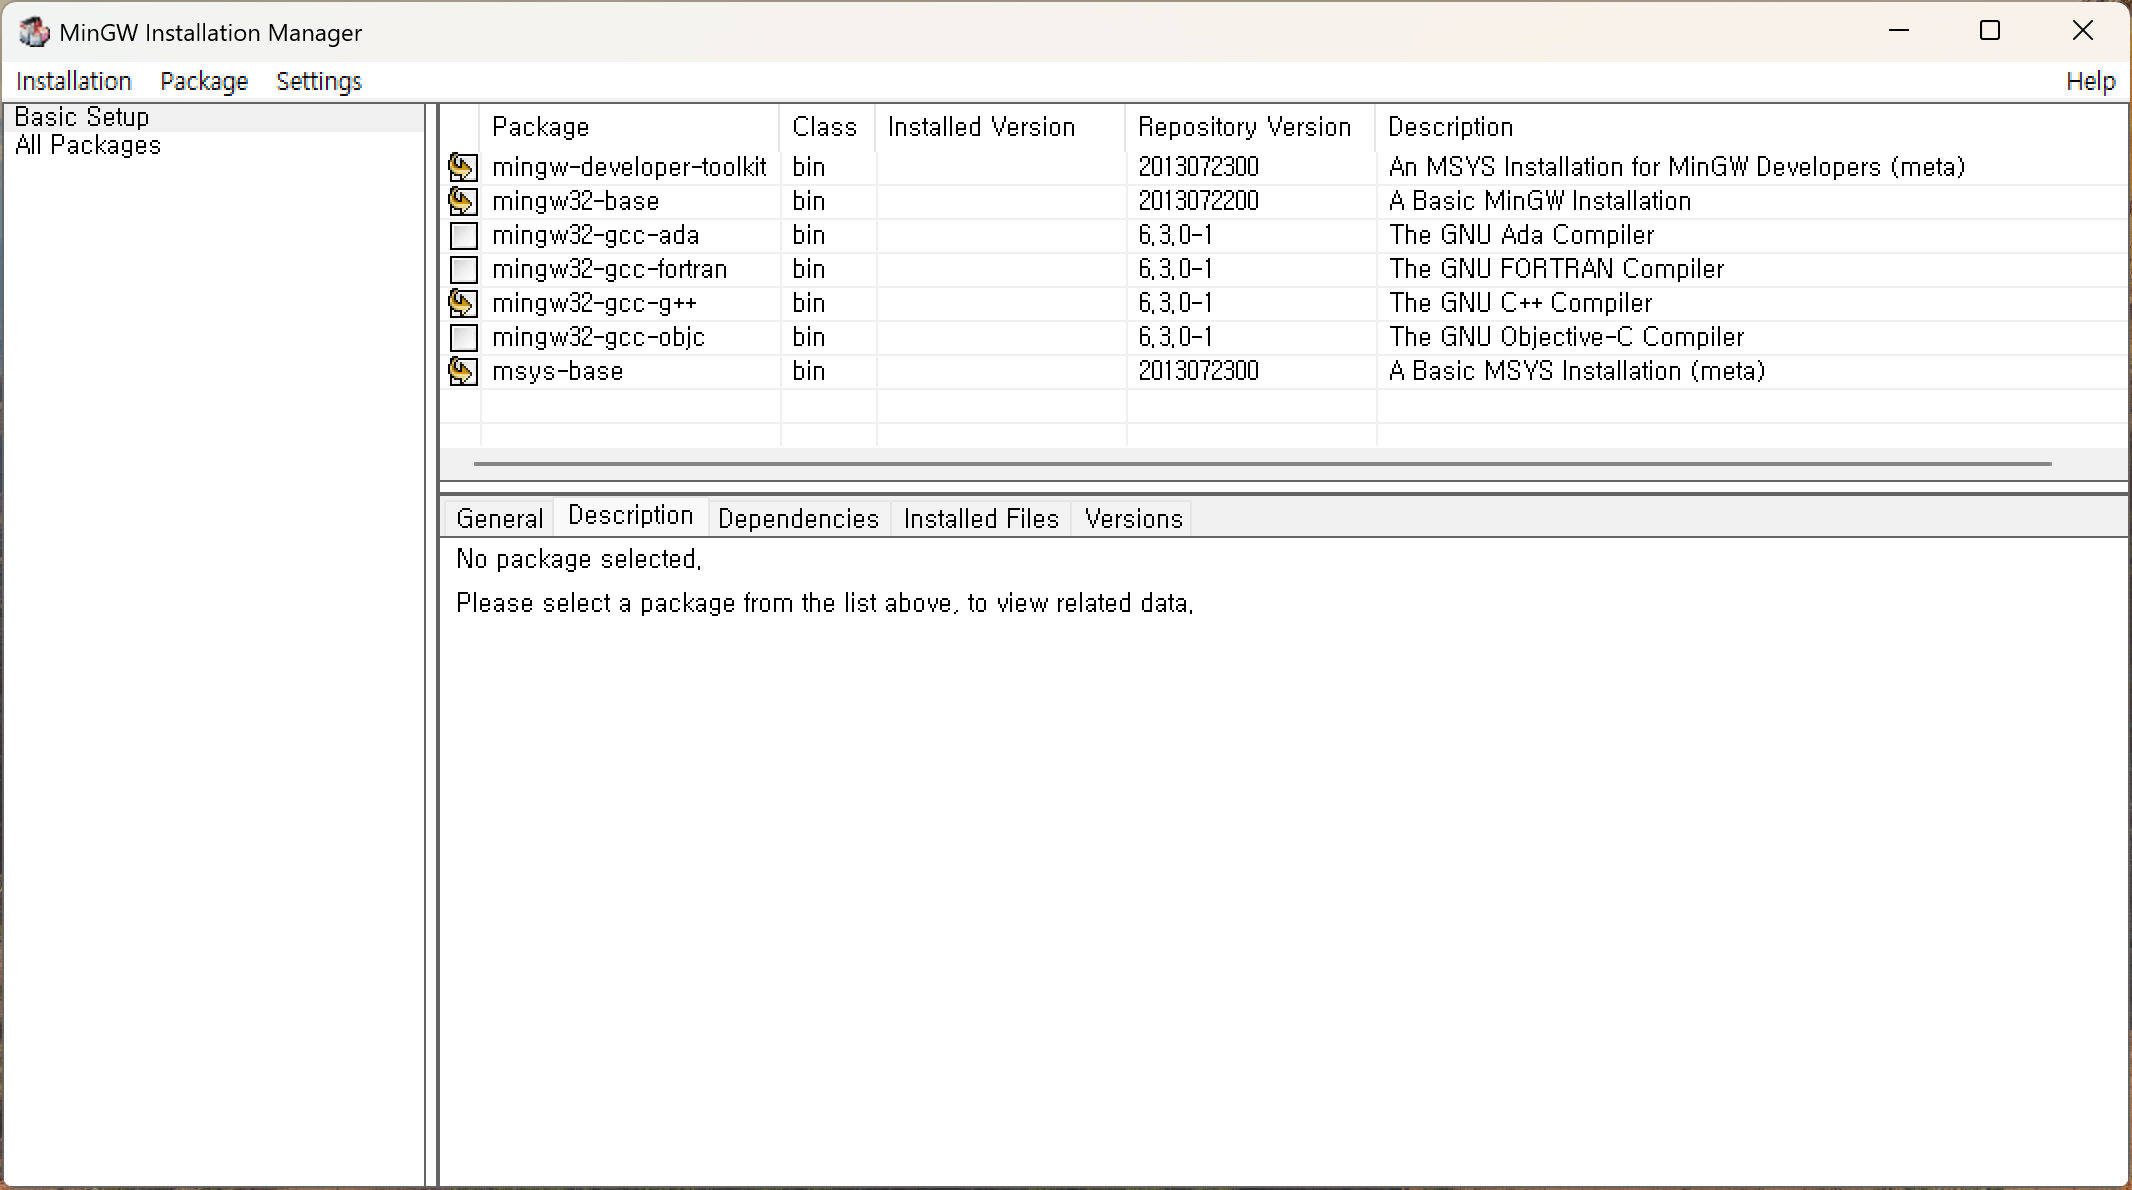 MinGW Installation Manager
Installation Package Settings Help
Basic Setup
All Packages
Package Class Installed Version Repository Version Description
mingw-developer-toolkit bin 2013072300 An MSYS Installation for MinGW Developers (meta)
mingw32-base bin 2013072200 A Basic MinGW Installation
mingw32-gcc-ada bin 6.3.0-1 The GNU Ada Compiler
mingw32-gcc-fortran bin 6.3.0-1 The GNU FORTRAN Compiler
mingw32-gcc-g++ bin 6.3.0-1 The GNU C++ Compiler
mingw32-gcc-objc bin 6.3.0-1 The GNU Objective-C Compiler
msys-base bin 2013072300 A Basic MSYS Installation (meta)
General Description Dependencies Installed Files Versions
No package selected.
Please select a package from the list above, to view related data.